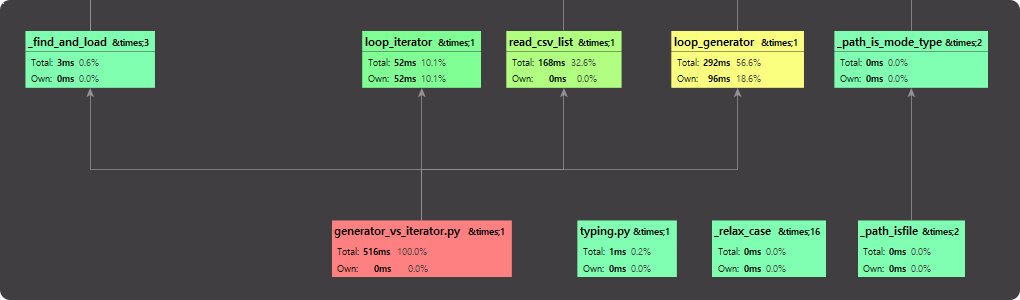 _find_and_load &times;3
Total: 3ms 0.6%
Own: 0ms 0.0%
loop_iterator &times;1
Total: 52ms 10.1%
Own: 52ms 10.1%
read_csv_list &times;1
Total: 168ms 32.6%
Own: 0ms 0.0%
loop_generator &times;1
Total: 292ms 56.6%
Own: 96ms 18.6%
_path_is_mode_type &times;2
Total: 0ms 0.0%
Own: 0ms 0.0%
generator_vs_iterator.py &times;1
Total: 516ms 100.0%
Own: 0ms 0.0%
typing.py &times;1
Total: 1ms 0.2%
Own: 0ms 0.0%
_relax_case &times;16
Total: 0ms 0.0%
Own: 0ms 0.0%
_path_isfile &times;2
Total: 0ms 0.0%
Own: 0ms 0.0%